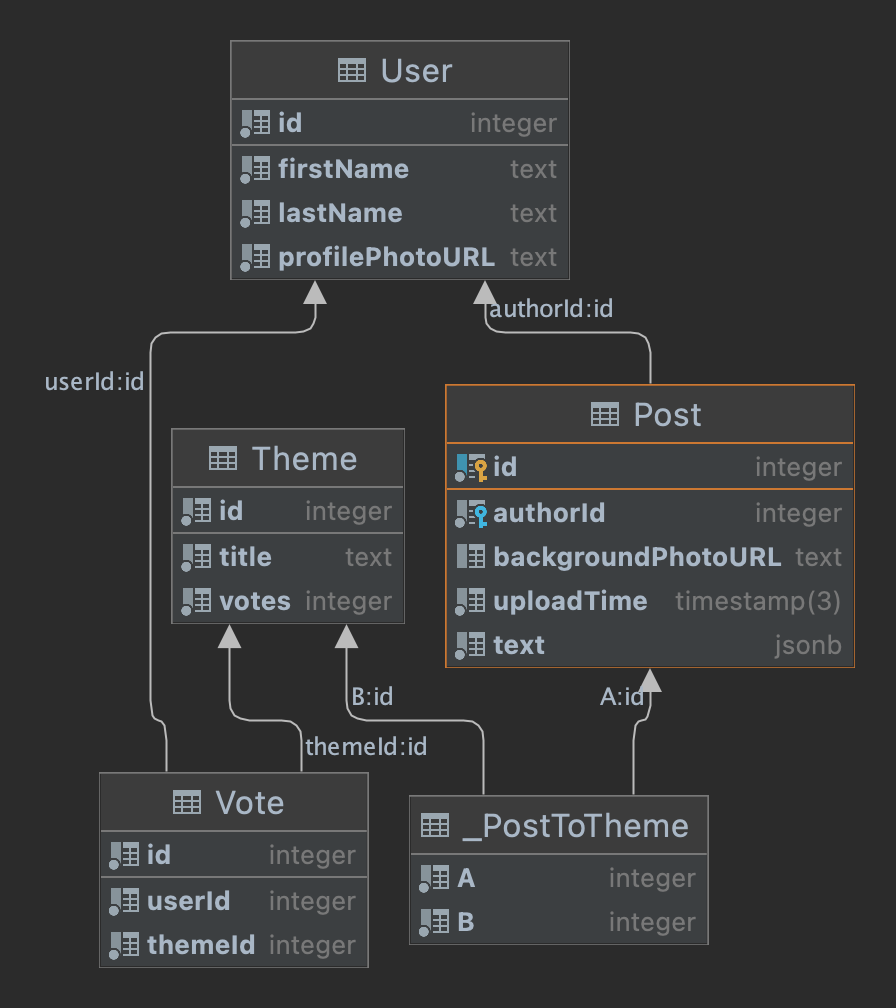 User
id integer
firstName text
lastName text
profilePhotoURL text
authorId:id
userId:id
Post
id integer
authorId integer
backgroundPhotoURL text
uploadTime timestamp(3)
text jsonb
Theme
id integer
title text
votes integer
B:id
A:id
themeId:id
Vote
id integer
userId integer
themeId integer
_PostToTheme
A integer
B integer